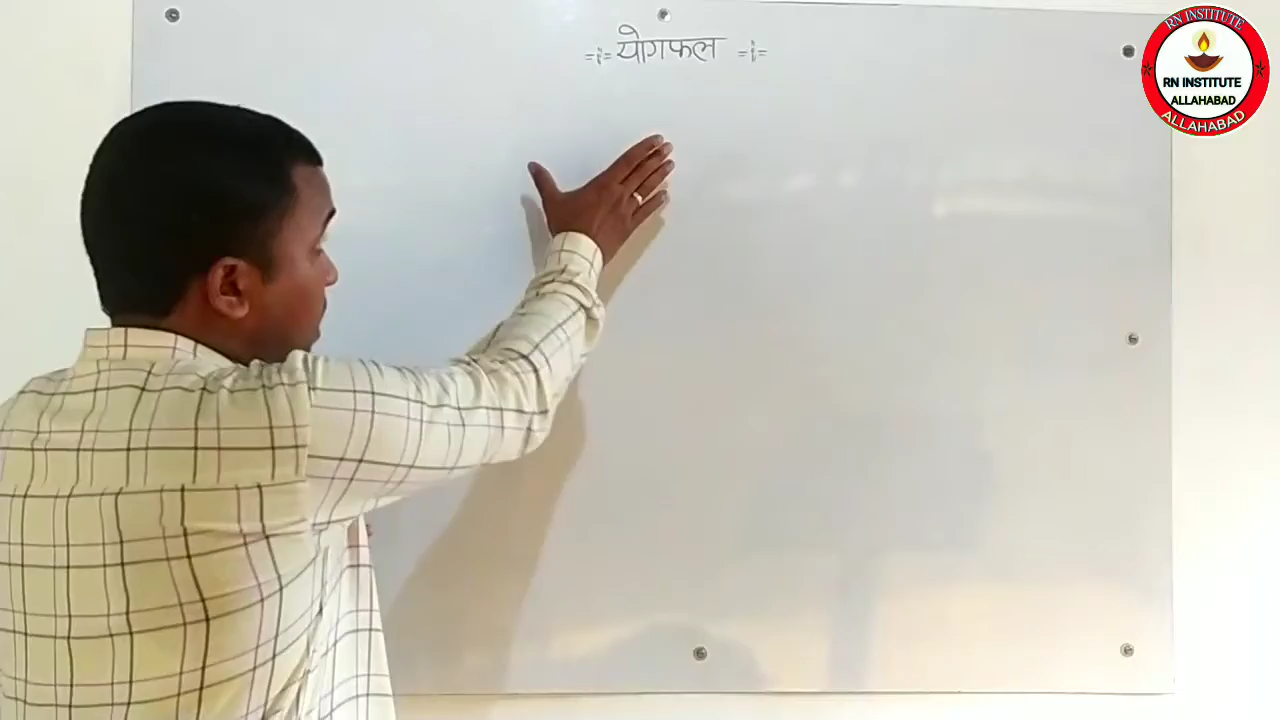 =:= योगफल =:=
RN INSTITUTE
RN INSTITUTE
ALLAHABAD
ALLAHABAD